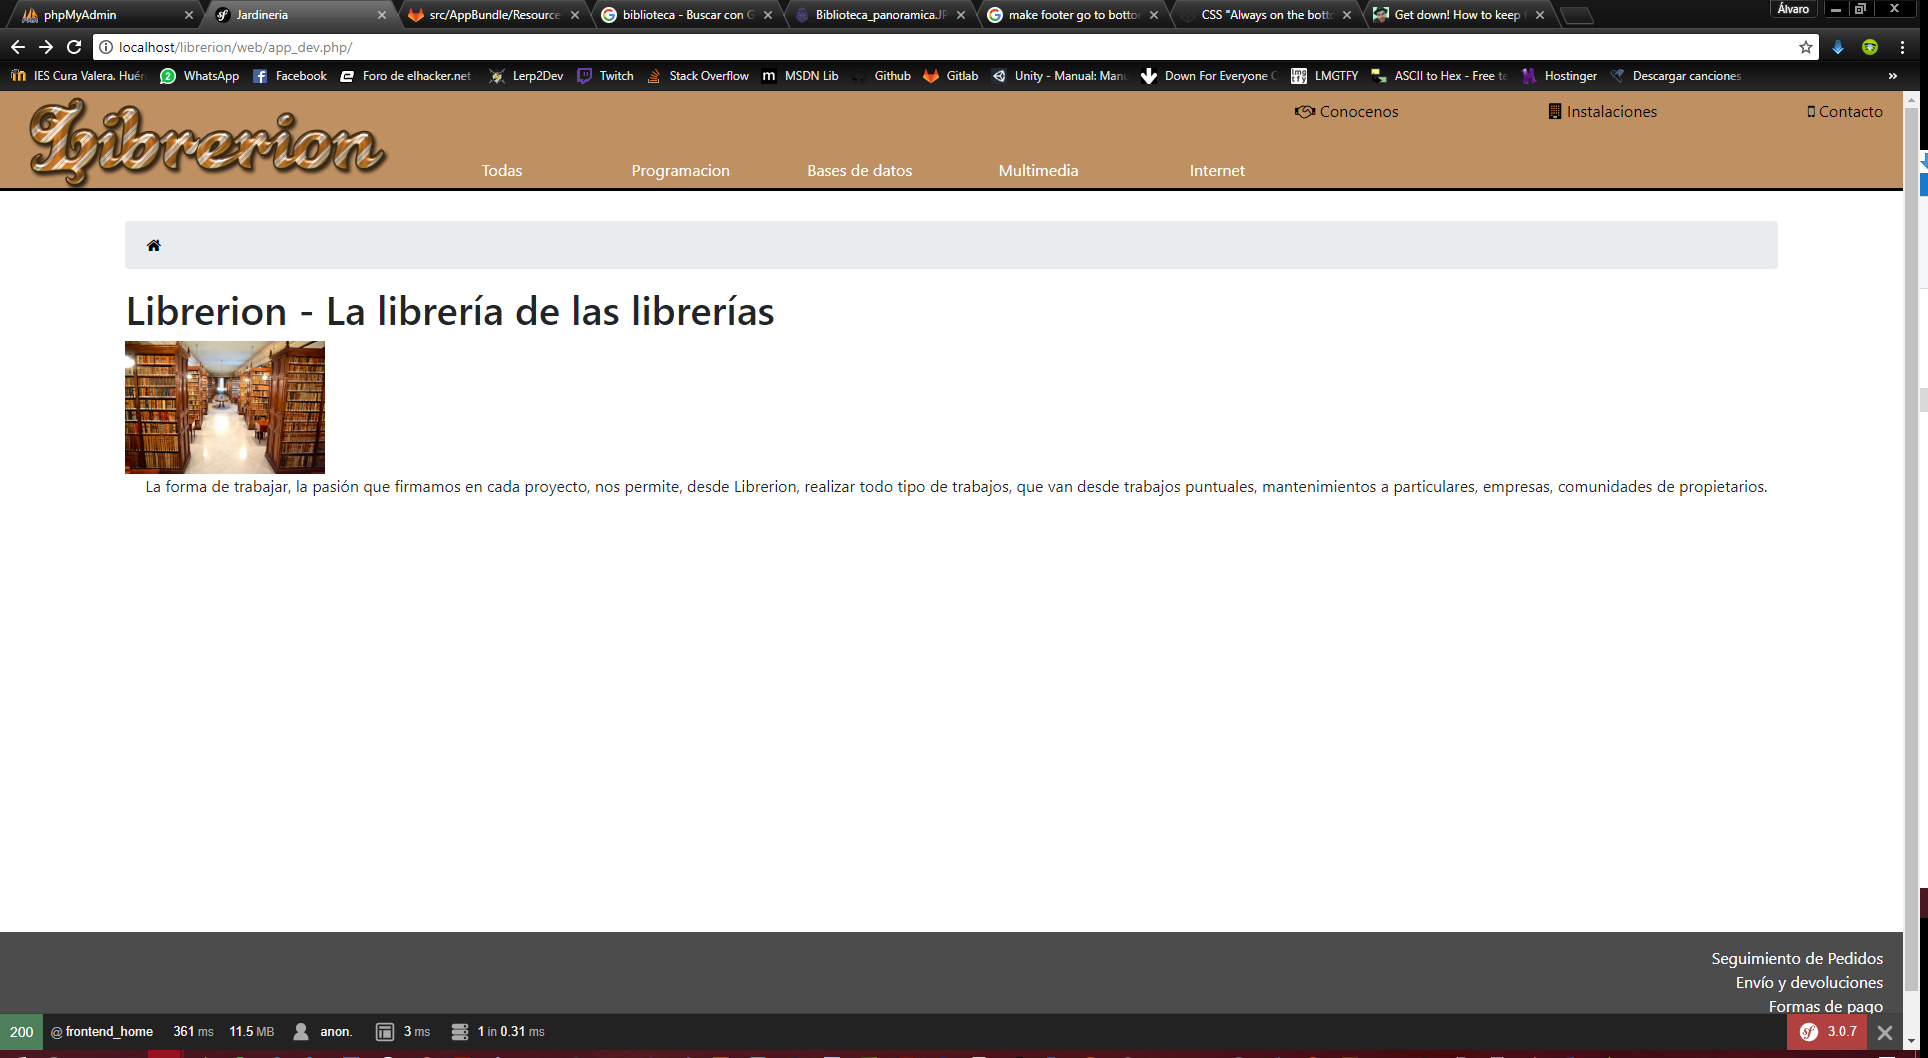 phpMyAdmin
Jardineria
src/AppBundle/Resource
biblioteca - Buscar con G
Biblioteca_panoramica.JP
make footer go to botto
CSS "Always on the bott
Get down! How to keep
Álvaro
localhost/librerion/web/app_dev.php/
IES Cura Valera. Huér
WhatsApp
Facebook
Foro de elhacker.net
Lerp2Dev
Twitch
Stack Overflow
MSDN Lib
Github
Gitlab
Unity - Manual: Manu
Down For Everyone
LMGTFY
ASCII to Hex - Free te
Hostinger
Descargar canciones
»
Librerion
Conocenos
Instalaciones
Contacto
Todas
Programacion
Bases de datos
Multimedia
Internet
Librerion - La librería de las librerías
La forma de trabajar, la pasión que firmamos en cada proyecto, nos permite, desde Librerion, realizar todo tipo de trabajos, que van desde trabajos puntuales, mantenimientos a particulares, empresas, comunidades de propietarios.
Seguimiento de Pedidos
Envío y devoluciones
Formas de pago
200 @ frontend_home 361 ms 11.5 MB anon. 3 ms 1 in 0.31 ms 3.0.7